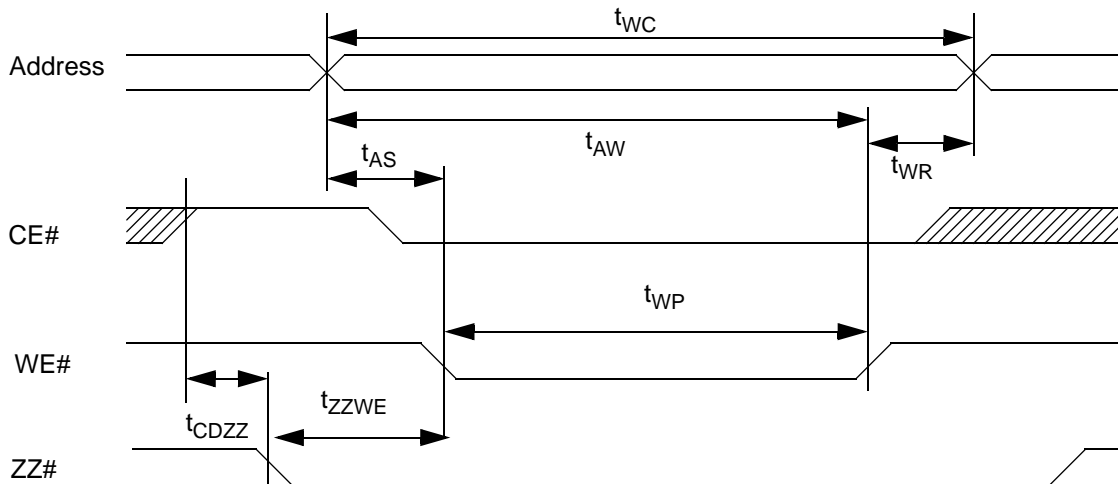 tWC
Address
tAW
tAS
tWR
CE#
tWP
WE#
tZZWE
tCDZZ
ZZ#